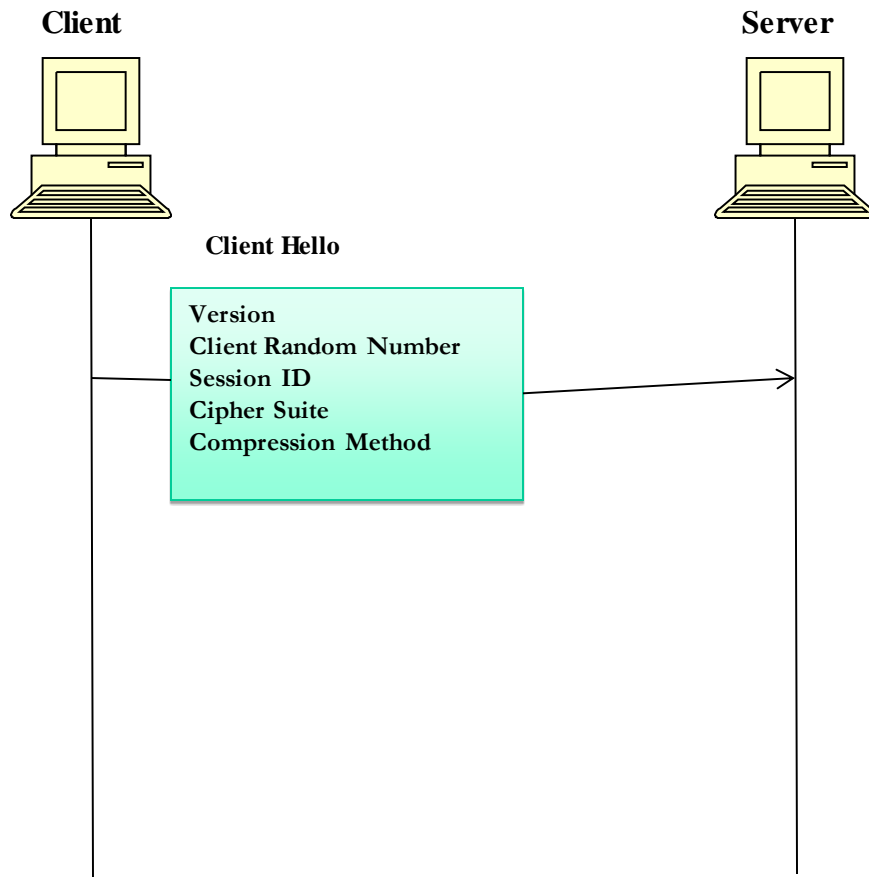 Client
Server
Client Hello
Version
Client Random Number
Session ID
Cipher Suite
Compression Method